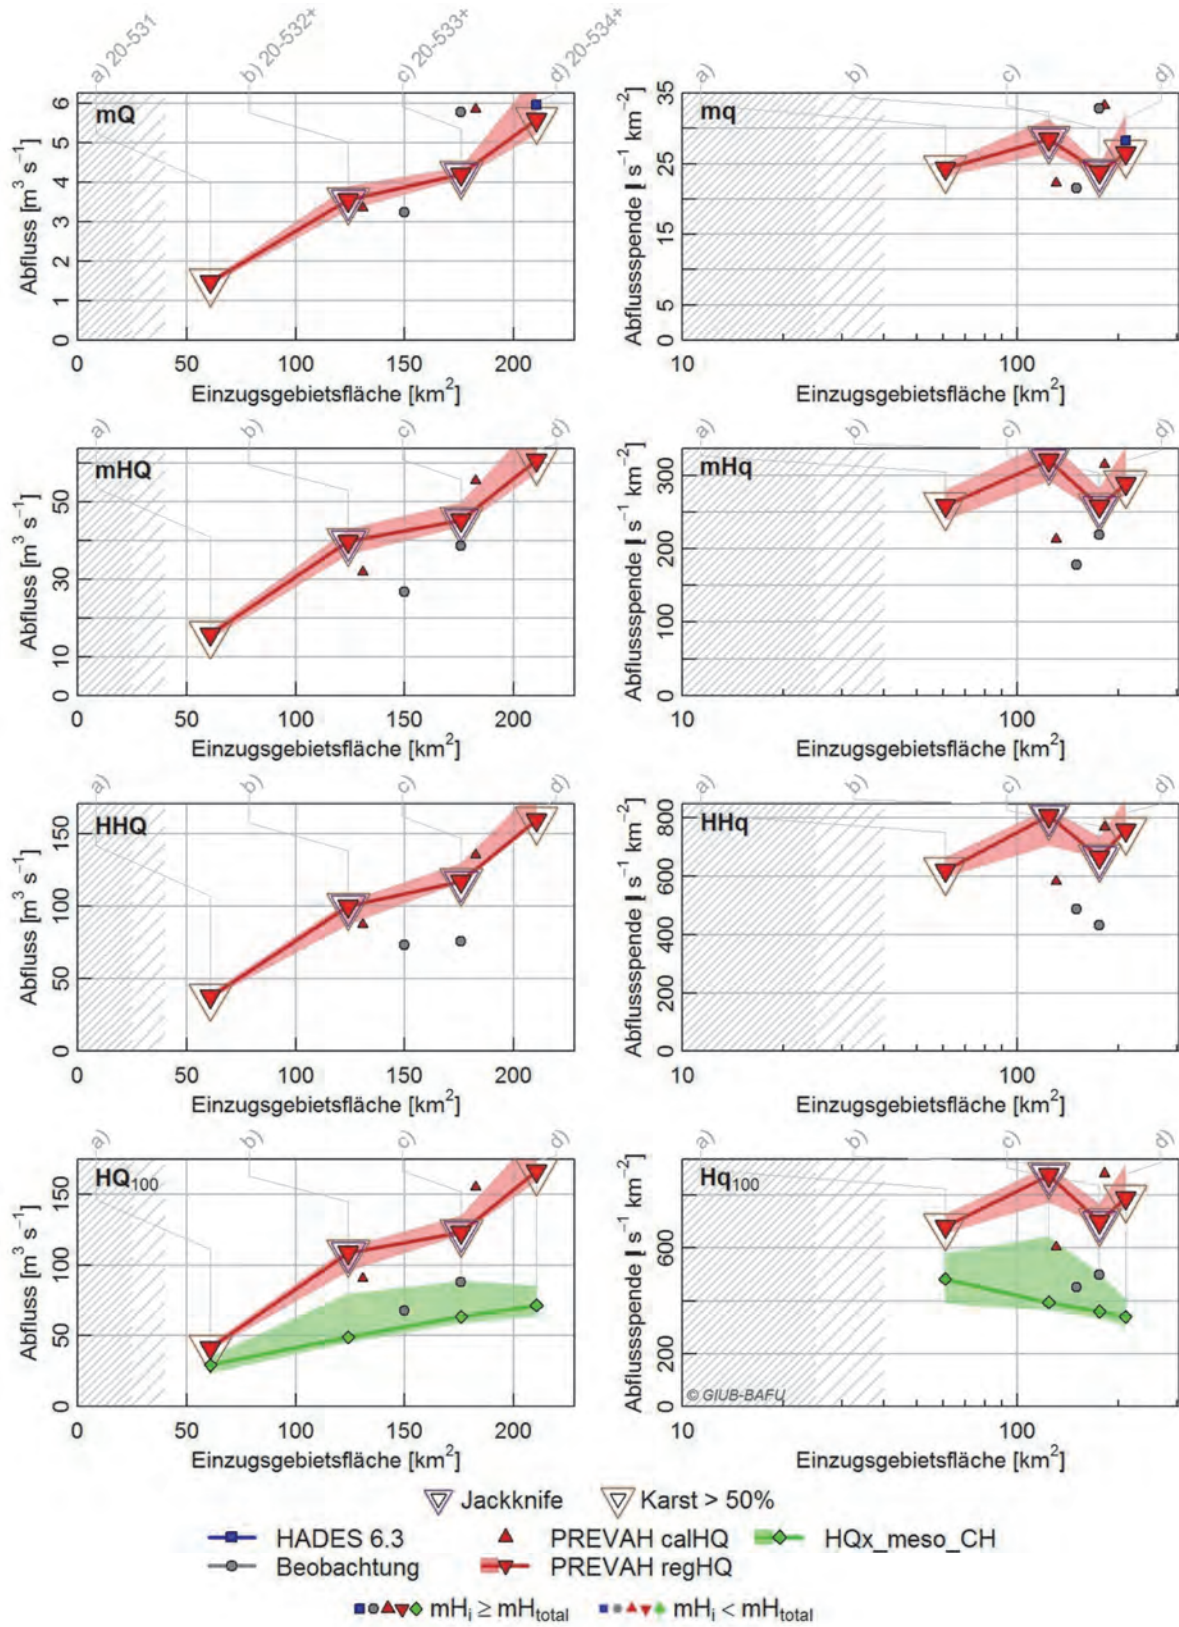 a) 20-531
b) 20-532+
c) 20-533+
d) 20-534+
a)
b)
c)
d)
mQ
Abfluss [m³ s⁻¹]
0 1 2 3 4 5 6
0 50 100 150 200
Einzugsgebietsfläche [km²]
mq
Abflussspende [l s⁻¹ km⁻²]
0 5 15 25 35
10 100
Einzugsgebietsfläche [km²]
a)
b)
c)
d)
a)
b)
c)
d)
mHQ
Abfluss [m³ s⁻¹]
0 10 30 50
0 50 100 150 200
Einzugsgebietsfläche [km²]
mHq
Abflussspende [l s⁻¹ km⁻²]
0 100 200 300
10 100
Einzugsgebietsfläche [km²]
a)
b)
c)
d)
a)
b)
c)
d)
HHQ
Abfluss [m³ s⁻¹]
0 50 100 150
0 50 100 150 200
Einzugsgebietsfläche [km²]
HHq
Abflussspende [l s⁻¹ km⁻²]
0 200 400 600 800
10 100
Einzugsgebietsfläche [km²]
a)
b)
c)
d)
a)
b)
c)
d)
HQ₁₀₀
Abfluss [m³ s⁻¹]
0 50 100 150
0 50 100 150 200
Einzugsgebietsfläche [km²]
Hq₁₀₀
Abflussspende [l s⁻¹ km⁻²]
0 200 600
© GIUB-BAFU
10 100
Einzugsgebietsfläche [km²]
Jackknife Karst > 50%
HADES 6.3 PREVAH calHQ HQx_meso_CH
Beobachtung PREVAH regHQ
mHᵢ ≥ mH_total mHᵢ < mH_total